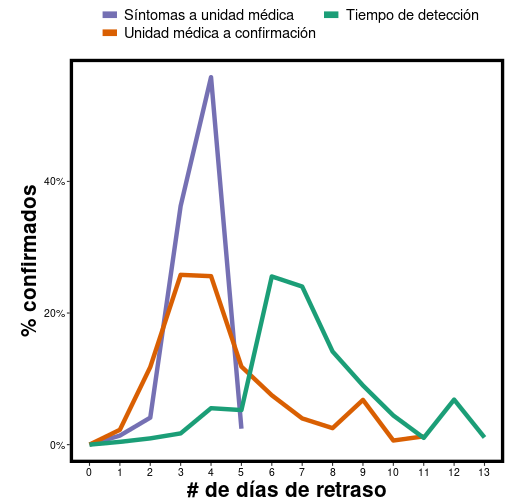 Síntomas a unidad médica
Tiempo de detección
Unidad médica a confirmación
% confirmados
40%
20%
0%
0 1 2 3 4 5 6 7 8 9 10 11 12 13
# de días de retraso